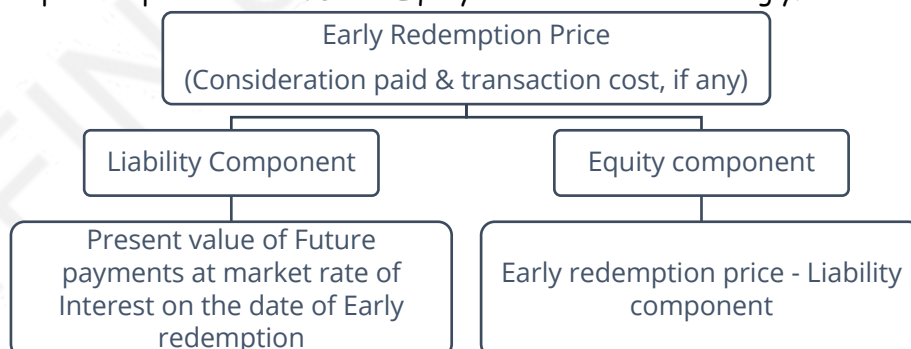 Early Redemption Price
(Consideration paid & transaction cost, if any)
Liability Component
Equity component
Present value of Future
payments at market rate of
Interest on the date of Early
redemption
Early redemption price - Liability
component